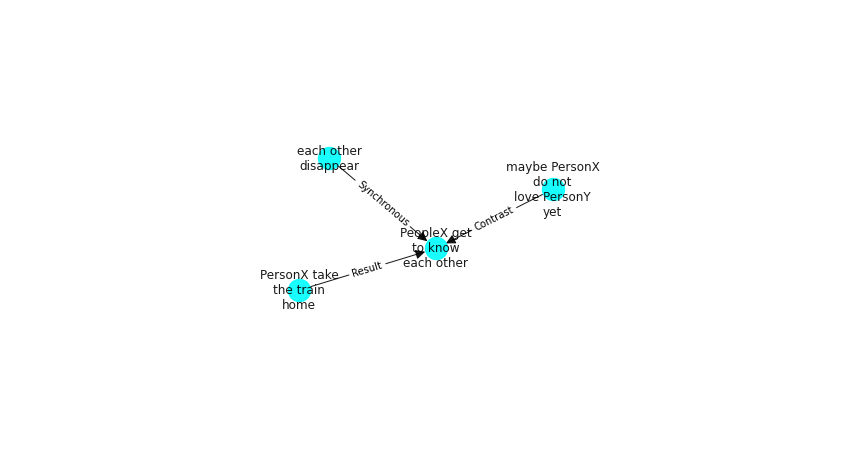 each other
disappear
maybe PersonX
do not
love PersonY
yet
Synchronous
Contrast
PeopleX get
to know
each other
Result
PersonX take
the train
home